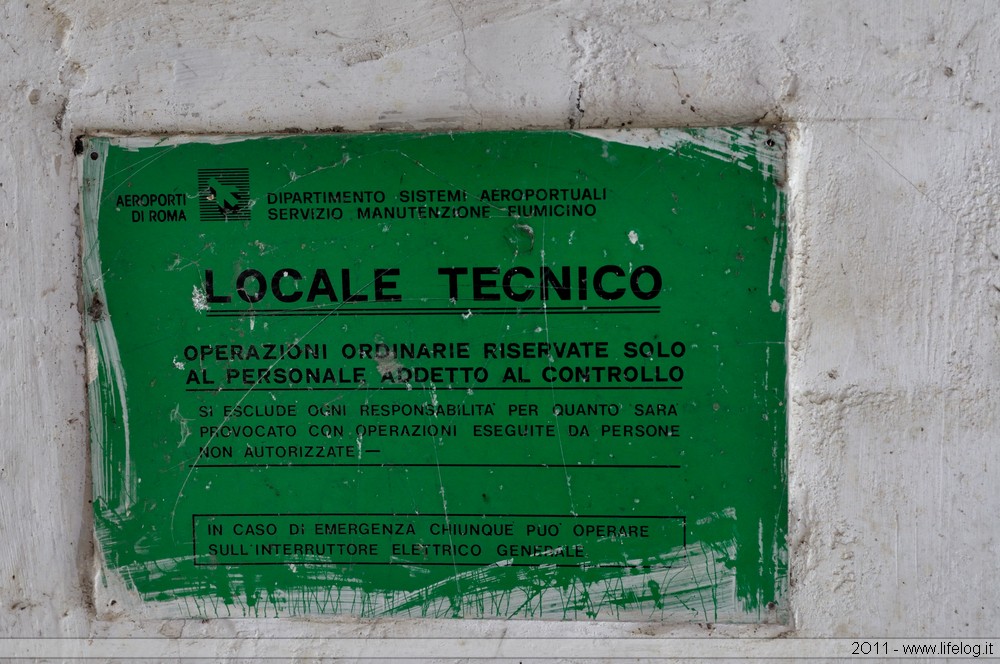 AEROPORTI
DI ROMA
DIPARTIMENTO SISTEMI AEROPORTUALI
SERVIZIO MANUTENZIONE FIUMICINO
LOCALE TECNICO
OPERAZIONI ORDINARIE RISERVATE SOLO
AL PERSONALE ADDETTO AL CONTROLLO
SI ESCLUDE OGNI RESPONSABILITA' PER QUANTO SARA'
PROVOCATO CON OPERAZIONI ESEGUITE DA PERSONE
NON AUTORIZZATE —
IN CASO DI EMERGENZA CHIUNQUE PUO' OPERARE
SULL'INTERRUTTORE ELETTRICO GENERALE
2011 - www.lifelog.it